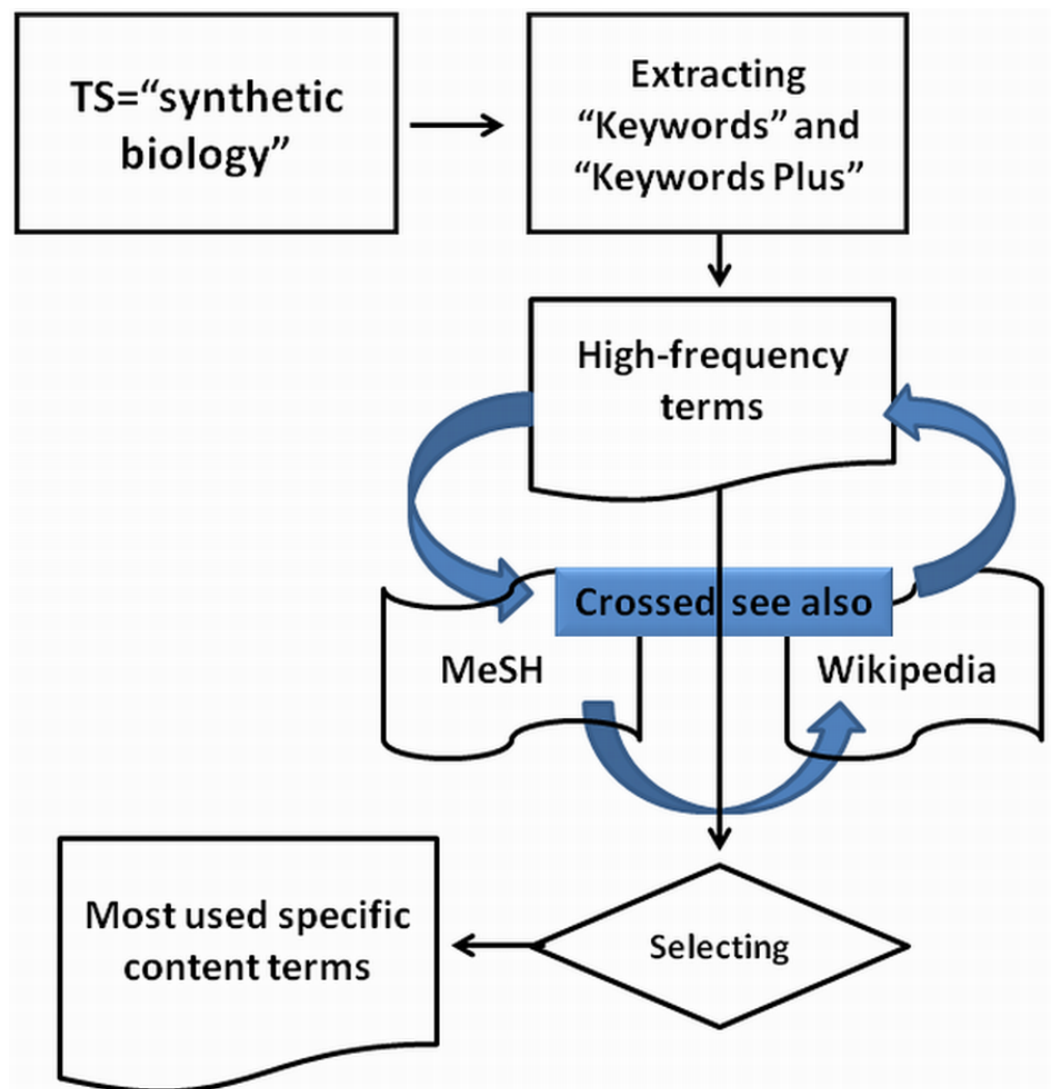 TS=“synthetic
biology”
Extracting
“Keywords” and
“Keywords Plus”
High-frequency
terms
Crossed see also
MeSH
Wikipedia
Selecting
Most used specific
content terms